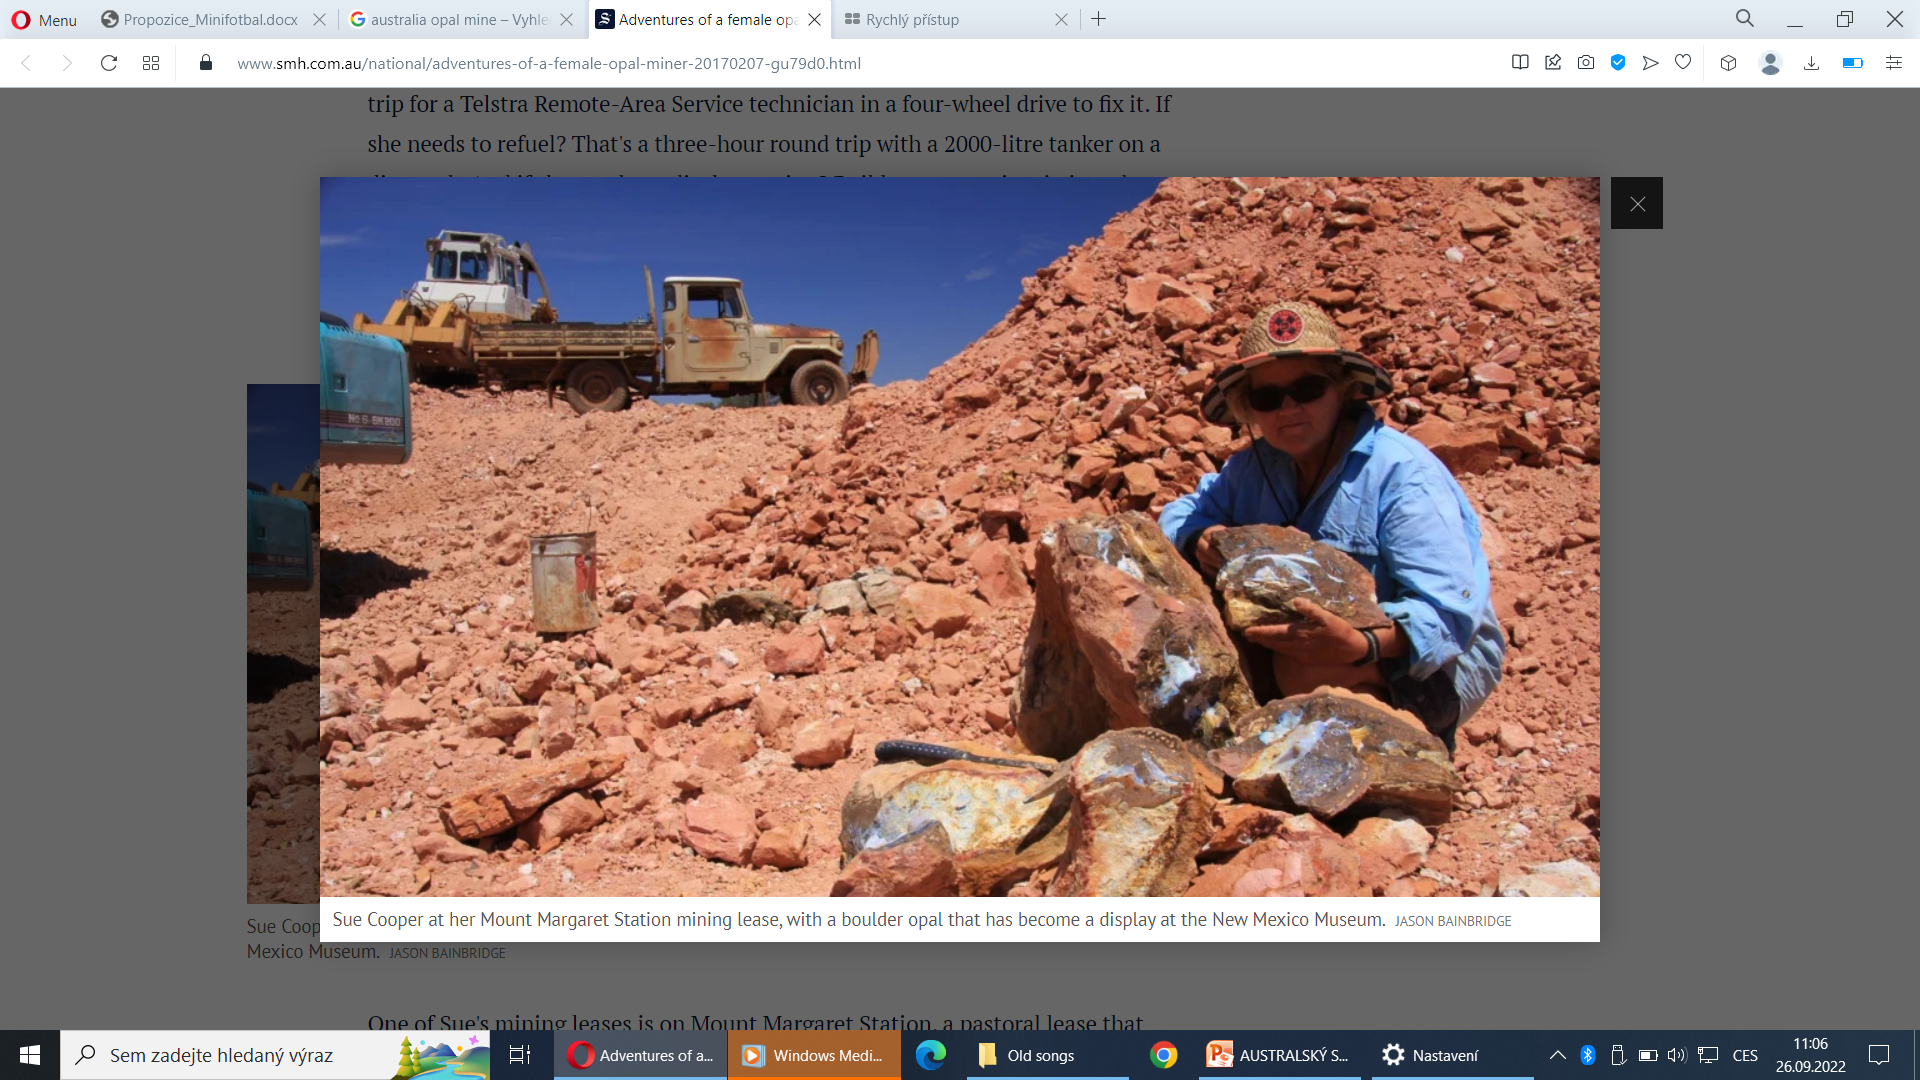 Menu
Propozice_Minifotbal.docx
australia opal mine – Vyhle
Adventures of a female opa
Rychlý přístup
www.smh.com.au/national/adventures-of-a-female-opal-miner-20170207-gu79d0.html
trip for a Telstra Remote-Area Service technician in a four-wheel drive to fix it. If
she needs to refuel? That's a three-hour round trip with a 2000-litre tanker on a
Sue Cooper at her Mount Margaret Station mining lease, with a boulder opal that has become a display at the New Mexico Museum. JASON BAINBRIDGE
Sue Coop
Mexico Museum. JASON BAINBRIDGE
One of Sue's mining leases is on Mount Margaret Station, a pastoral lease that
Sem zadejte hledaný výraz
Adventures of a...
Windows Medi...
Old songs
AUSTRALSKÝ S...
Nastavení
CES
11:06
26.09.2022